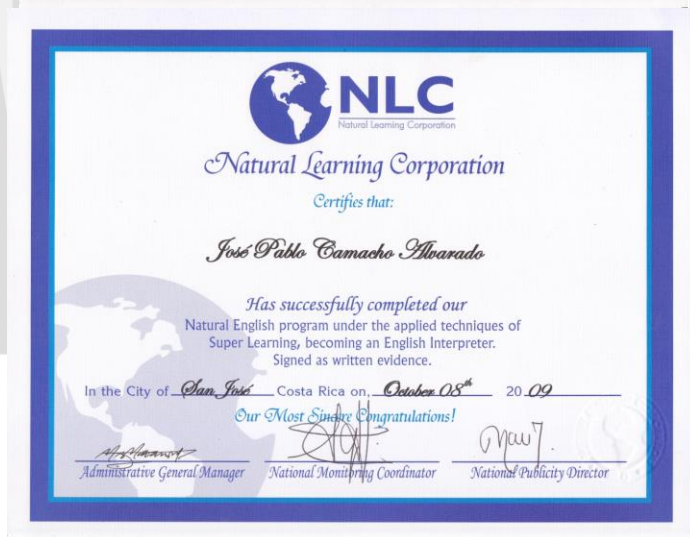 NLC
Natural Learning Corporation
Natural Learning Corporation
Certifies that:
José Pablo Camacho Alvarado
Has successfully completed our
Natural English program under the applied techniques of
Super Learning, becoming an English Interpreter.
Signed as written evidence.
In the City of San José Costa Rica on, October 08th 20 09
Our Most Sincere Congratulations!
Administrative General Manager National Monitoring Coordinator National Publicity Director